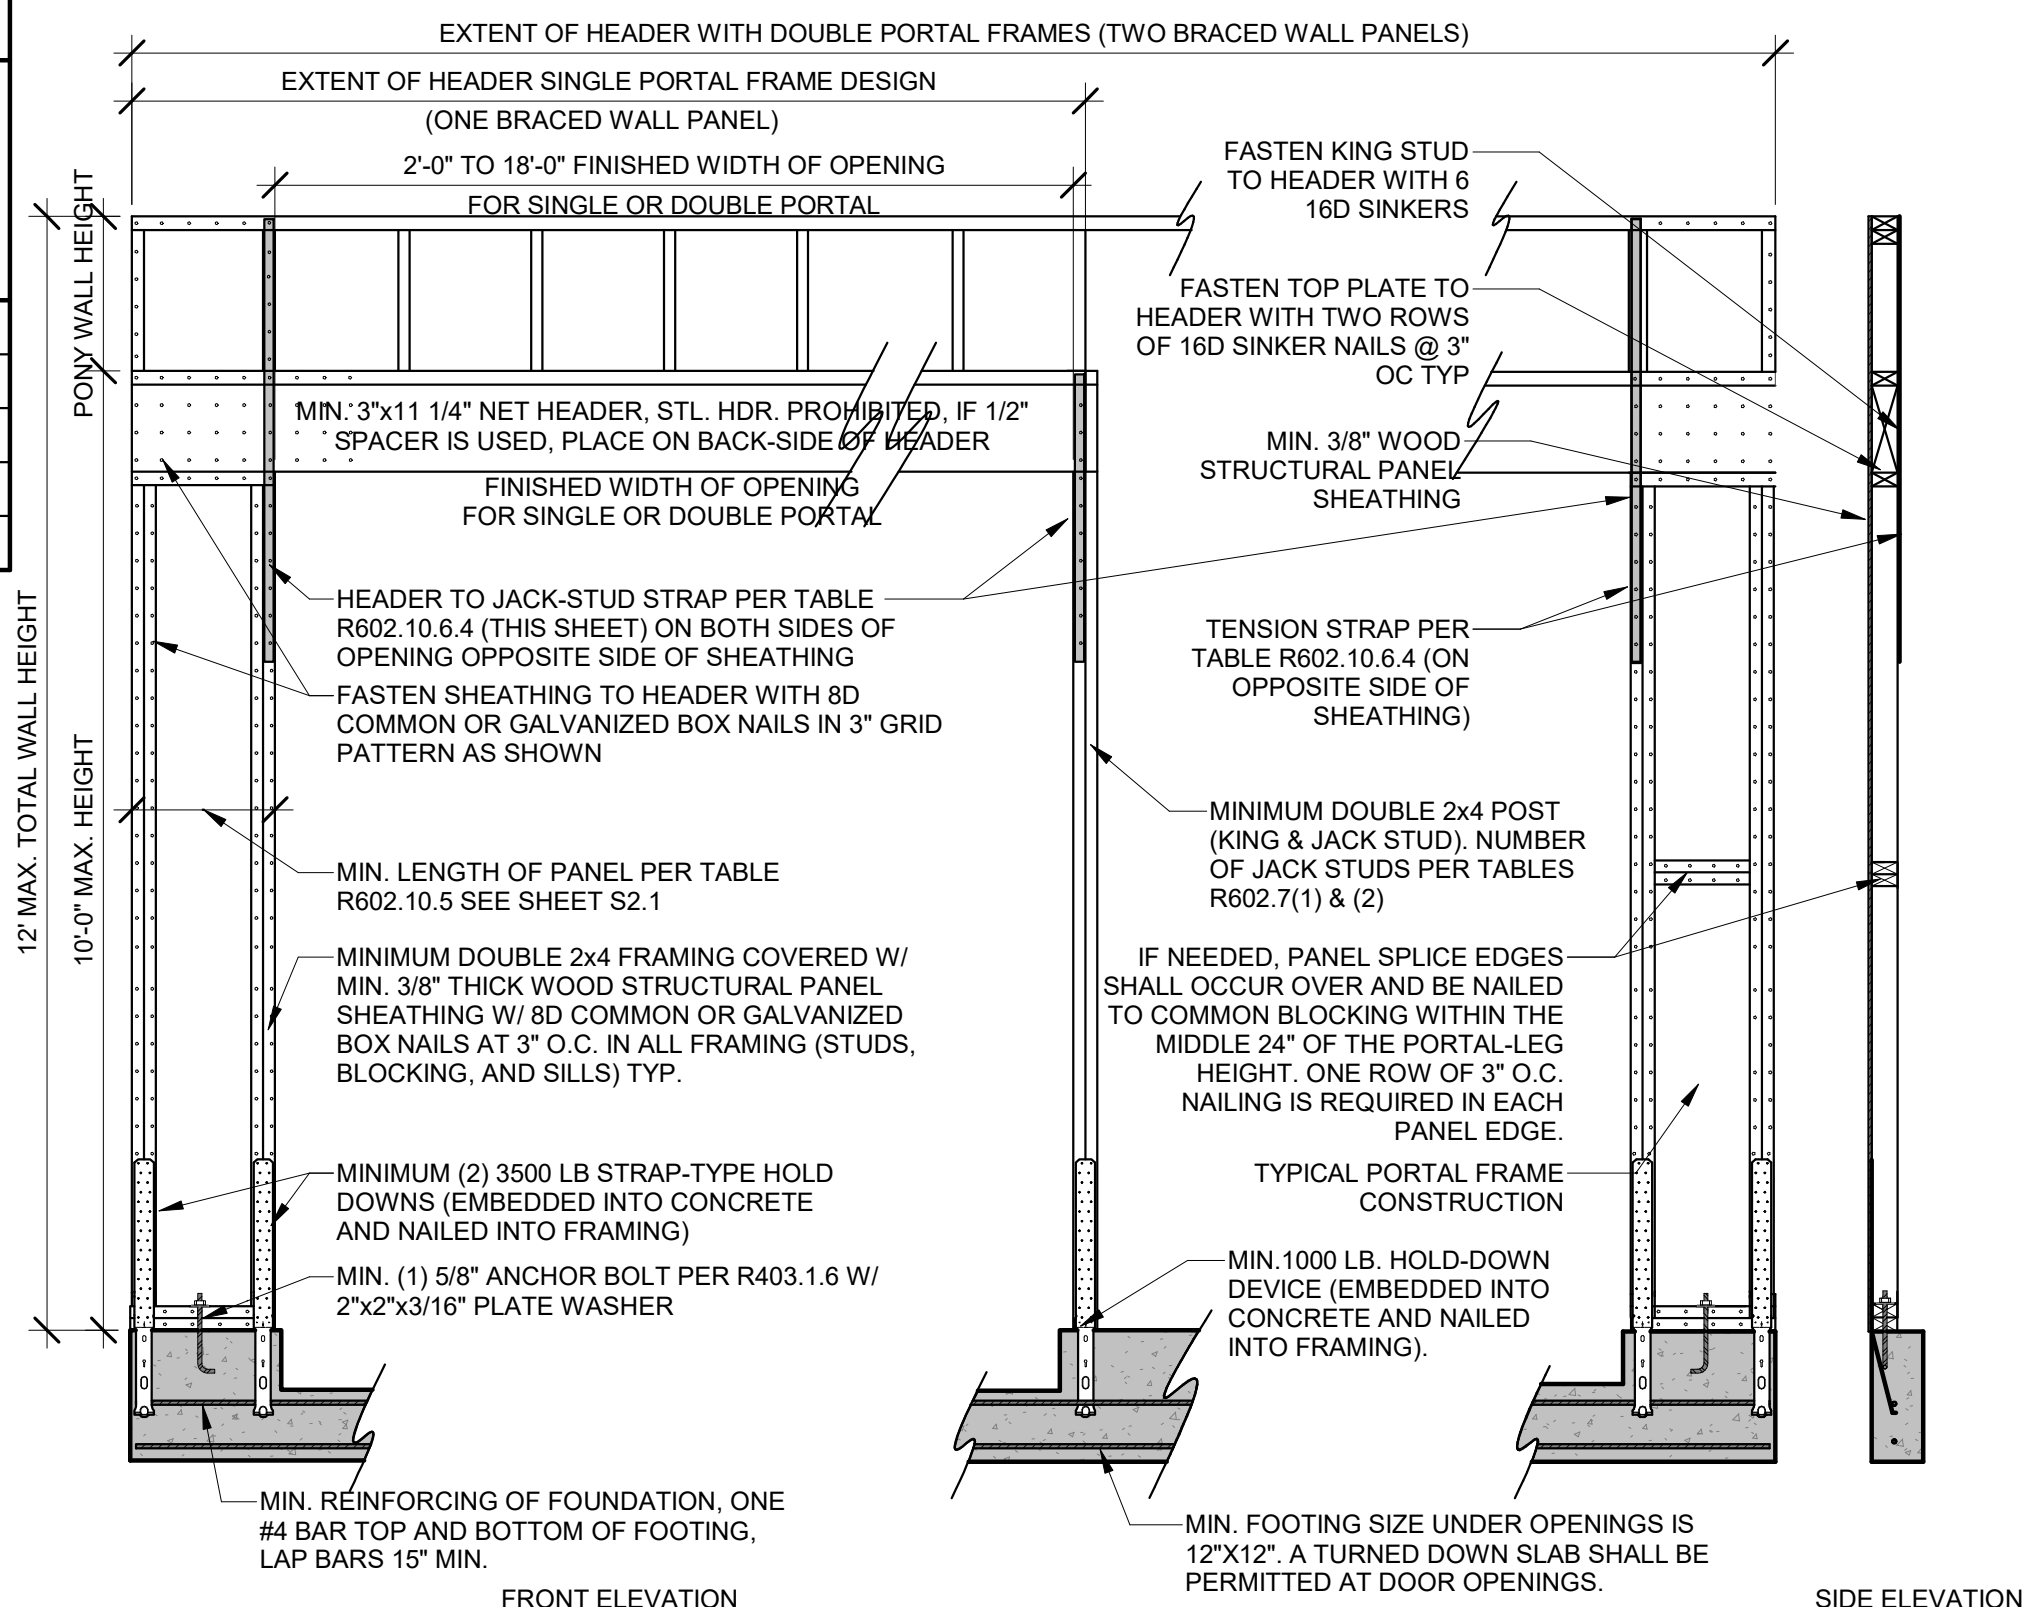 EXTENT OF HEADER WITH DOUBLE PORTAL FRAMES (TWO BRACED WALL PANELS)
EXTENT OF HEADER SINGLE PORTAL FRAME DESIGN
(ONE BRACED WALL PANEL)
2'-0" TO 18'-0" FINISHED WIDTH OF OPENING
FOR SINGLE OR DOUBLE PORTAL
FASTEN KING STUD
TO HEADER WITH 6
16D SINKERS
FASTEN TOP PLATE TO
HEADER WITH TWO ROWS
OF 16D SINKER NAILS @ 3"
OC TYP
PONY WALL HEIGHT
12' MAX. TOTAL WALL HEIGHT
10'-0" MAX. HEIGHT
MIN. 3"x11 1/4" NET HEADER, STL. HDR. PROHIBITED, IF 1/2"
SPACER IS USED, PLACE ON BACK-SIDE OF HEADER
MIN. 3/8" WOOD
STRUCTURAL PANEL
SHEATHING
FINISHED WIDTH OF OPENING
FOR SINGLE OR DOUBLE PORTAL
HEADER TO JACK-STUD STRAP PER TABLE
R602.10.6.4 (THIS SHEET) ON BOTH SIDES OF
OPENING OPPOSITE SIDE OF SHEATHING
TENSION STRAP PER
TABLE R602.10.6.4 (ON
OPPOSITE SIDE OF
SHEATHING)
FASTEN SHEATHING TO HEADER WITH 8D
COMMON OR GALVANIZED BOX NAILS IN 3" GRID
PATTERN AS SHOWN
MINIMUM DOUBLE 2x4 POST
(KING & JACK STUD). NUMBER
OF JACK STUDS PER TABLES
R602.7(1) & (2)
MIN. LENGTH OF PANEL PER TABLE
R602.10.5 SEE SHEET S2.1
MINIMUM DOUBLE 2x4 FRAMING COVERED W/
MIN. 3/8" THICK WOOD STRUCTURAL PANEL
SHEATHING W/ 8D COMMON OR GALVANIZED
BOX NAILS AT 3" O.C. IN ALL FRAMING (STUDS,
BLOCKING, AND SILLS) TYP.
IF NEEDED, PANEL SPLICE EDGES
SHALL OCCUR OVER AND BE NAILED
TO COMMON BLOCKING WITHIN THE
MIDDLE 24" OF THE PORTAL-LEG
HEIGHT. ONE ROW OF 3" O.C.
NAILING IS REQUIRED IN EACH
PANEL EDGE.
MINIMUM (2) 3500 LB STRAP-TYPE HOLD
DOWNS (EMBEDDED INTO CONCRETE
AND NAILED INTO FRAMING)
TYPICAL PORTAL FRAME
CONSTRUCTION
MIN. (1) 5/8" ANCHOR BOLT PER R403.1.6 W/
2"x2"x3/16" PLATE WASHER
MIN.1000 LB. HOLD-DOWN
DEVICE (EMBEDDED INTO
CONCRETE AND NAILED
INTO FRAMING).
MIN. REINFORCING OF FOUNDATION, ONE
#4 BAR TOP AND BOTTOM OF FOOTING,
LAP BARS 15" MIN.
MIN. FOOTING SIZE UNDER OPENINGS IS
12"X12". A TURNED DOWN SLAB SHALL BE
PERMITTED AT DOOR OPENINGS.
FRONT ELEVATION
SIDE ELEVATION